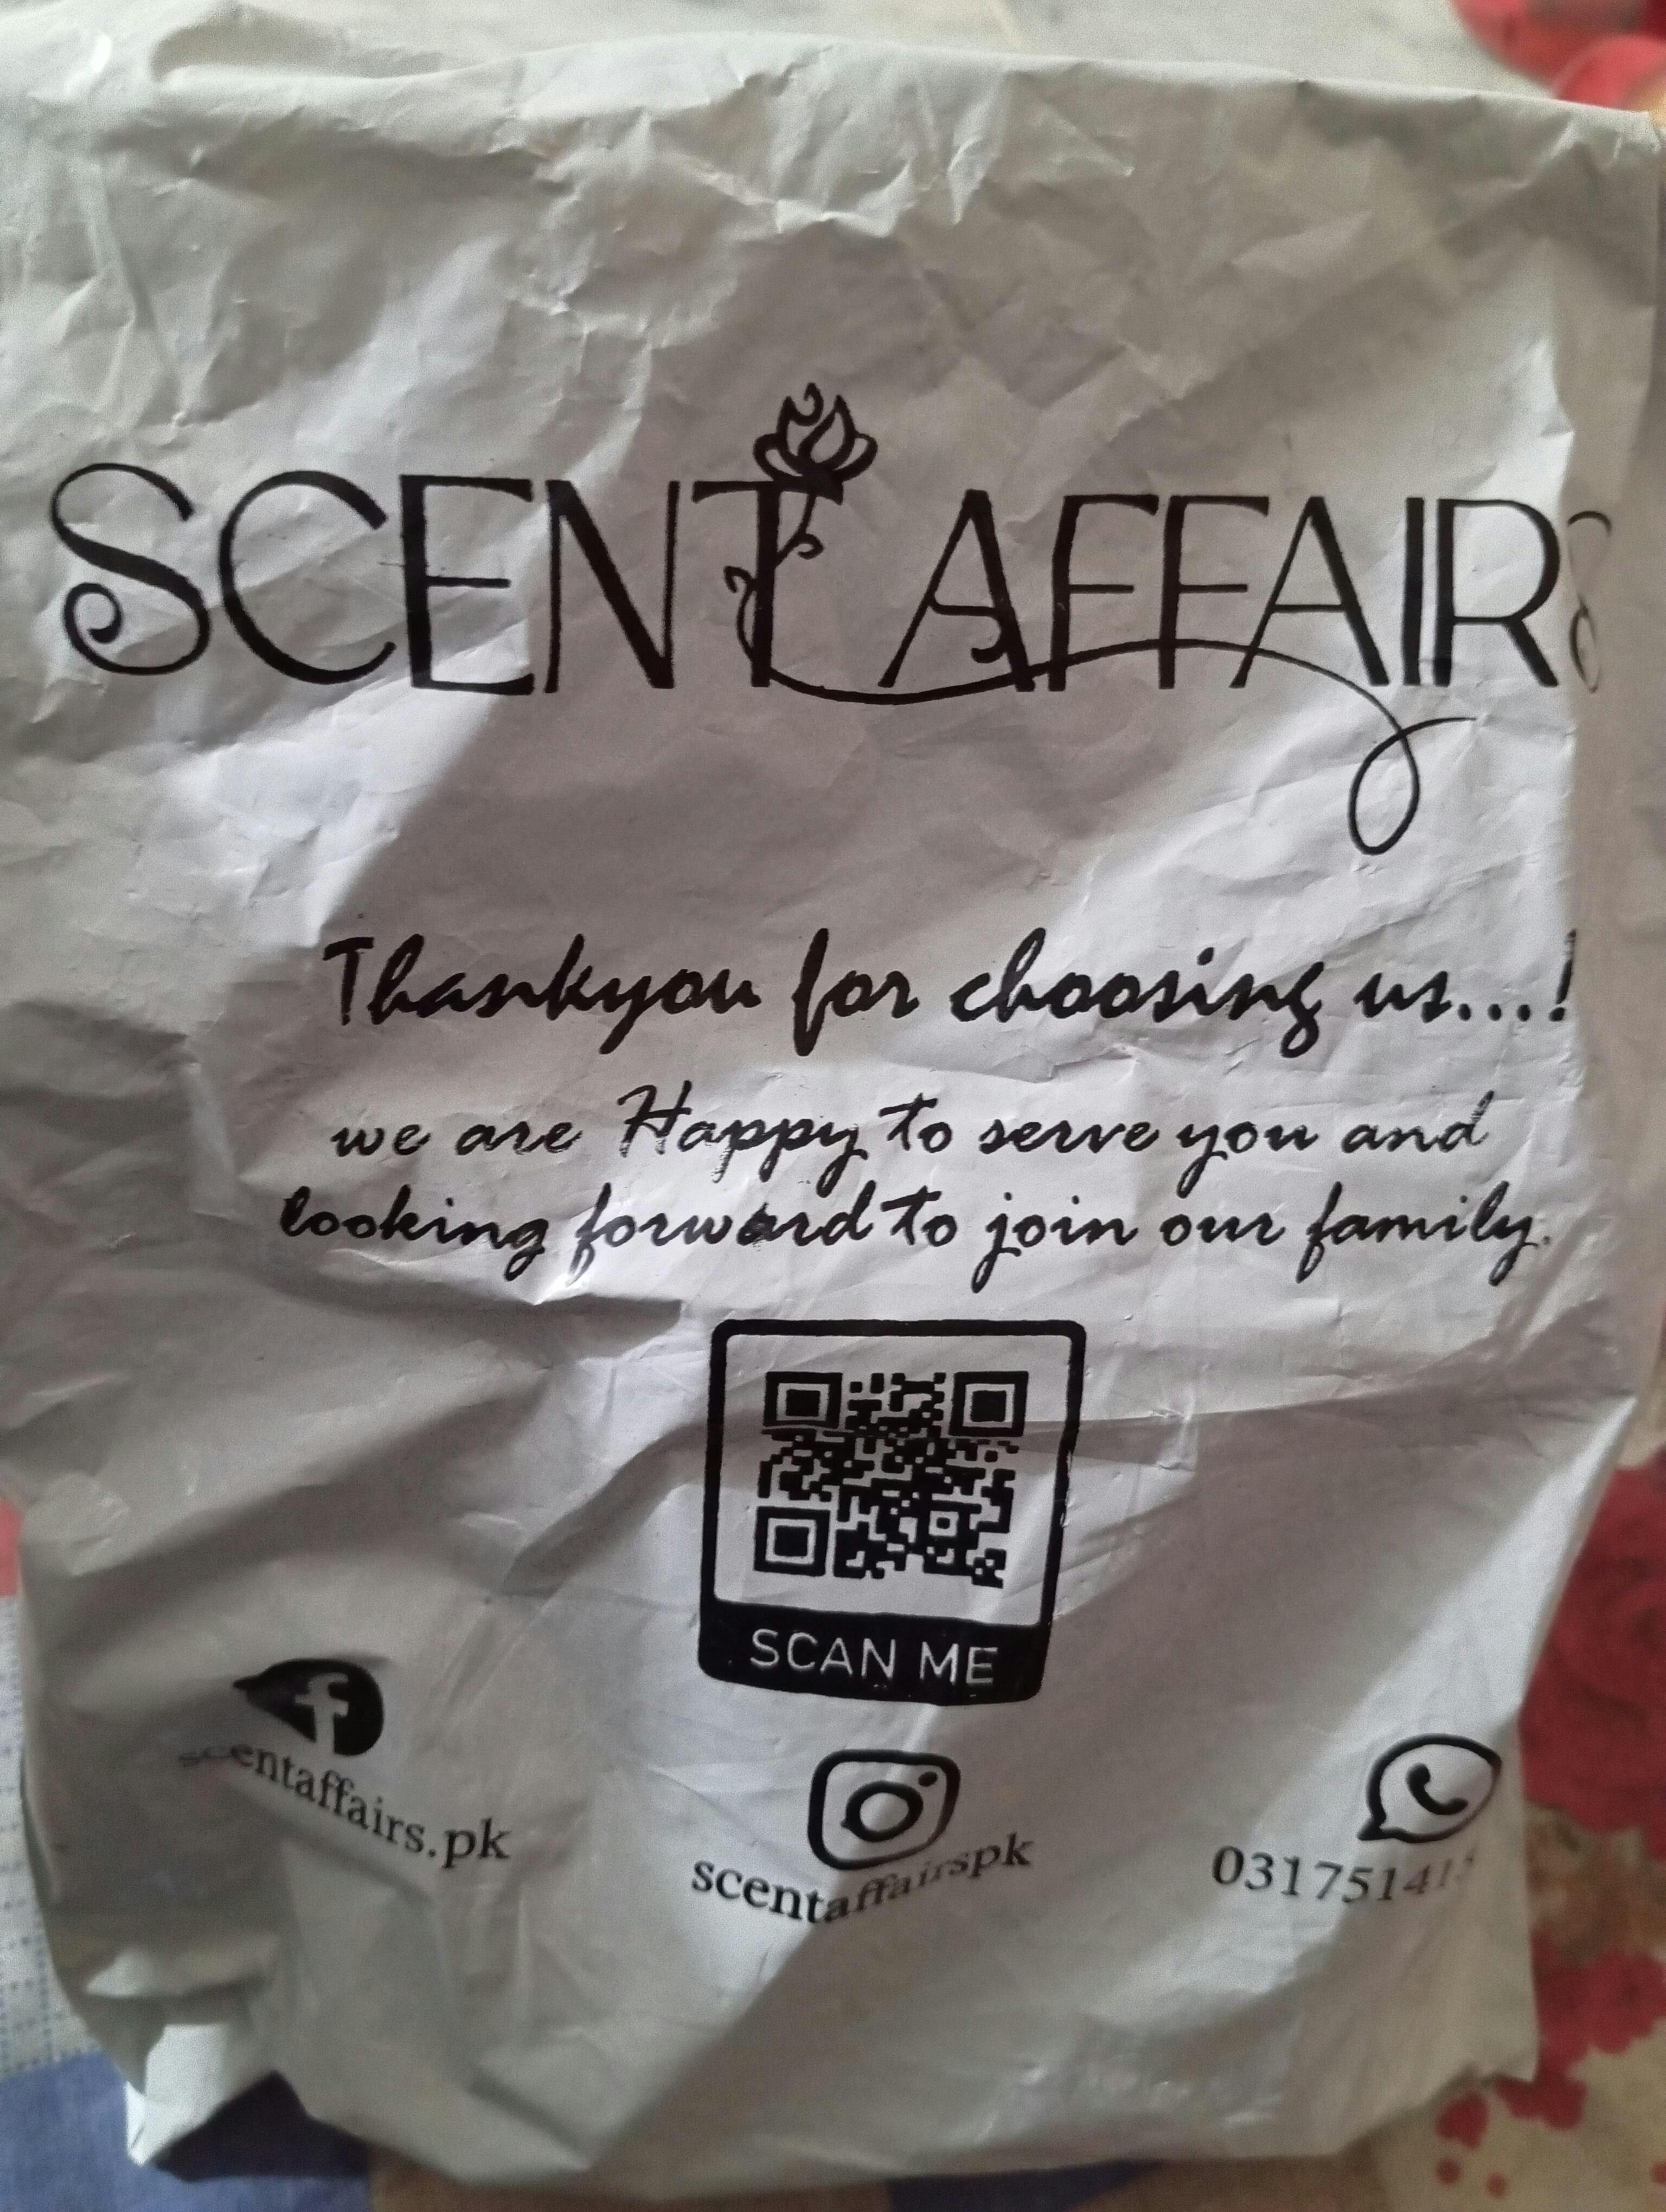 SCENT AFFAIRS
Thankyou for choosing us...!
we are Happy to serve you and
looking forward to join our family.
SCAN ME
scentaffairs.pk
scentaffairspk